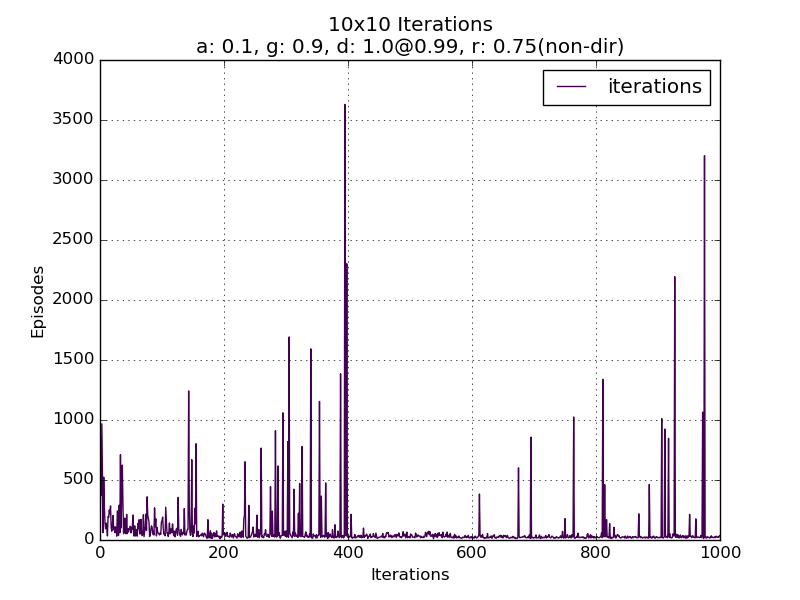 10x10 Iterations
a: 0.1, g: 0.9, d: 1.0@0.99, r: 0.75(non-dir)
4000
iterations
3500
3000
2500
2000
Episodes
1500
1000
500
0
0 200 400 600 800 1000
Iterations